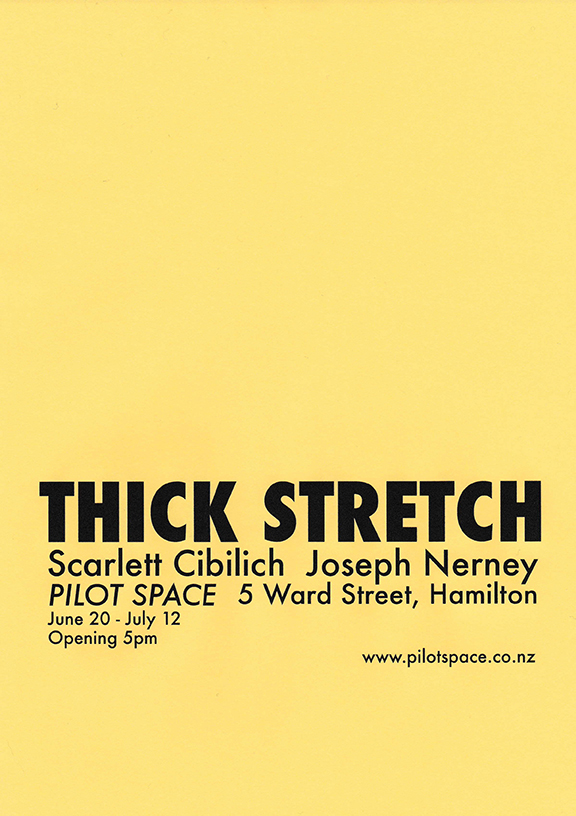 THICK STRETCH
Scarlett Cibilich Joseph Nerney
PILOT SPACE 5 Ward Street, Hamilton
June 20 - July 12
Opening 5pm
www.pilotspace.co.nz